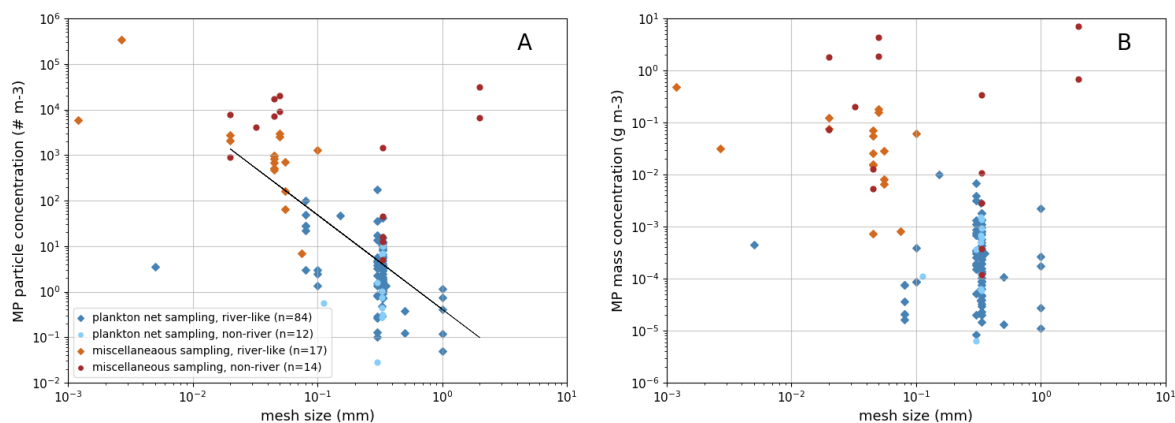 A
10^6
10^5
10^4
10^3
10^2
10^1
10^0
10^-1
10^-2
MP particle concentration (# m-3)
plankton net sampling, river-like (n=84)
plankton net sampling, non-river (n=12)
miscellaneaous sampling, river-like (n=17)
miscellaneous sampling, non-river (n=14)
10^-3
10^-2
10^-1
10^0
10^1
mesh size (mm)
B
10^1
10^0
10^-1
10^-2
10^-3
10^-4
10^-5
10^-6
MP mass concentration (g m-3)
10^-3
10^-2
10^-1
10^0
10^1
mesh size (mm)